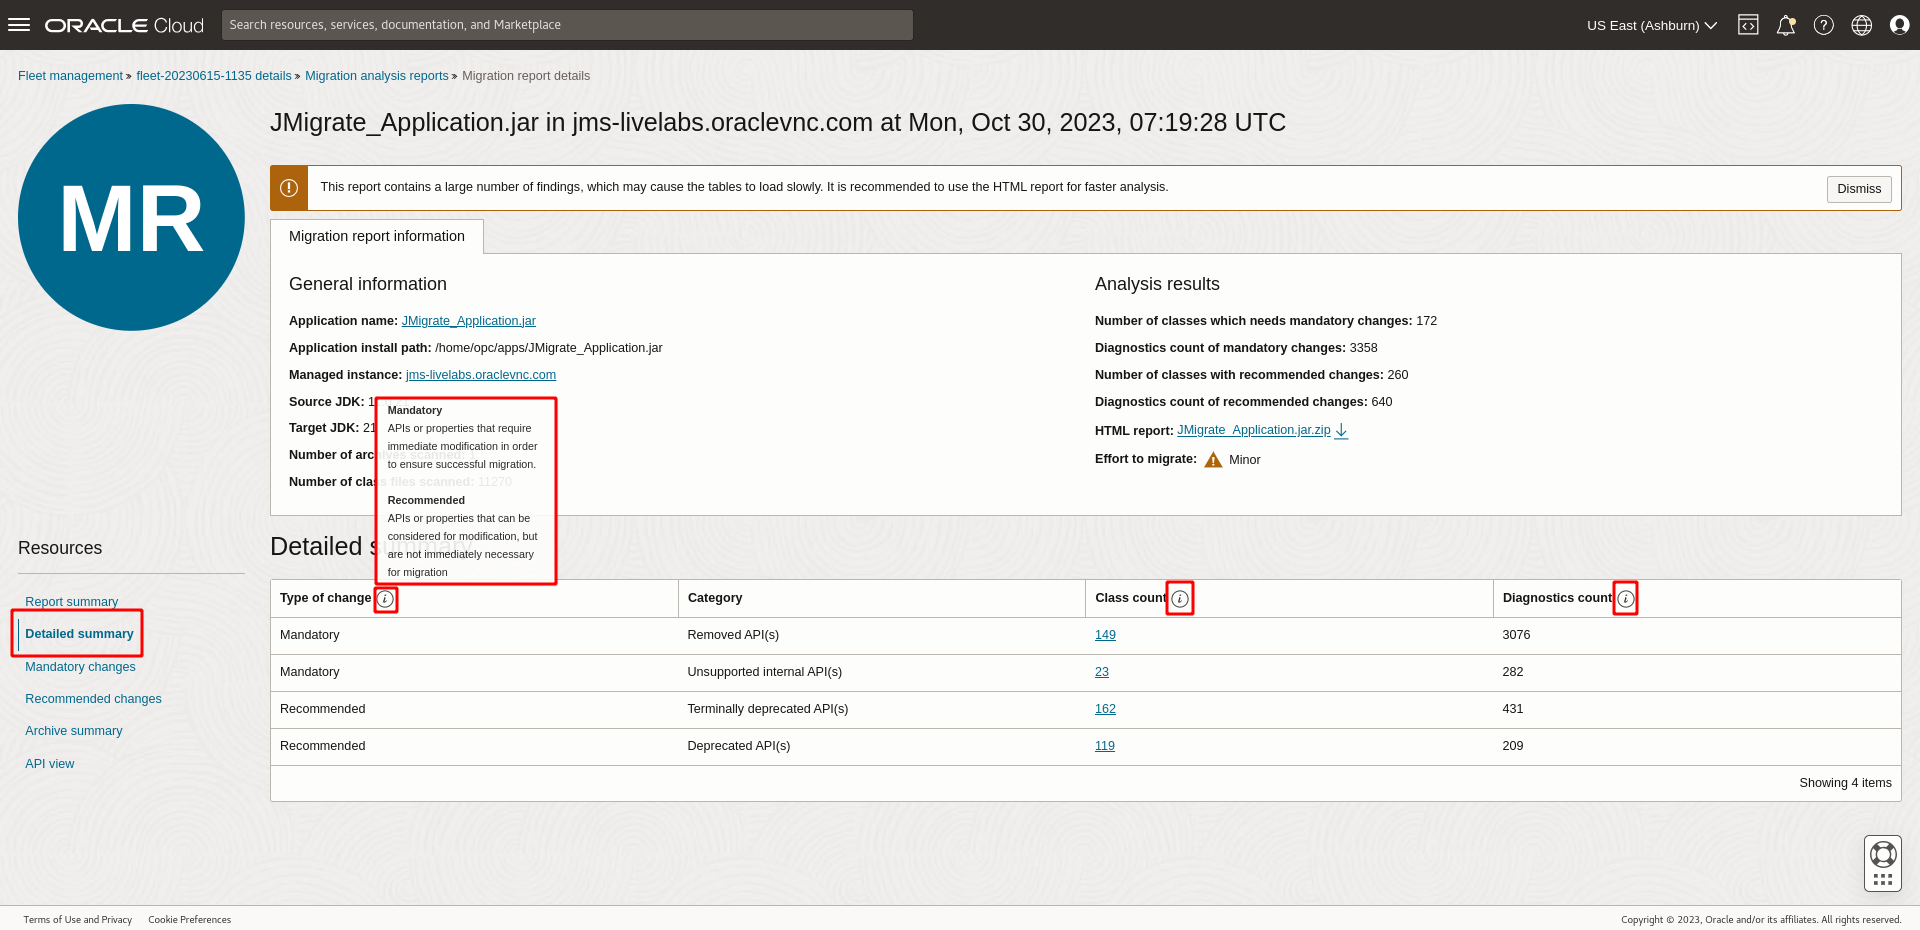 ORACLE Cloud
Search resources, services, documentation, and Marketplace
US East (Ashburn)
Fleet management » fleet-20230615-1135 details » Migration analysis reports » Migration report details
MR
JMigrate_Application.jar in jms-livelabs.oraclevnc.com at Mon, Oct 30, 2023, 07:19:28 UTC
This report contains a large number of findings, which may cause the tables to load slowly. It is recommended to use the HTML report for faster analysis.
Dismiss
Migration report information
General information
Application name: JMigrate_Application.jar
Application install path: /home/opc/apps/JMigrate_Application.jar
Managed instance: jms-livelabs.oraclevnc.com
Source JDK:
Target JDK: 21
Number of archives scanned:
Number of class files scanned: 11270
Mandatory
APIs or properties that require
immediate modification in order
to ensure successful migration.
Recommended
APIs or properties that can be
considered for modification, but
are not immediately necessary
for migration
Analysis results
Number of classes which needs mandatory changes: 172
Diagnostics count of mandatory changes: 3358
Number of classes with recommended changes: 260
Diagnostics count of recommended changes: 640
HTML report: JMigrate_Application.jar.zip
Effort to migrate: Minor
Resources
Report summary
Detailed summary
Mandatory changes
Recommended changes
Archive summary
API view
Detailed summary
Type of change i Category Class count i Diagnostics count i
Mandatory Removed API(s) 149 3076
Mandatory Unsupported internal API(s) 23 282
Recommended Terminally deprecated API(s) 162 431
Recommended Deprecated API(s) 119 209
Showing 4 items
Terms of Use and Privacy Cookie Preferences
Copyright © 2023, Oracle and/or its affiliates. All rights reserved.